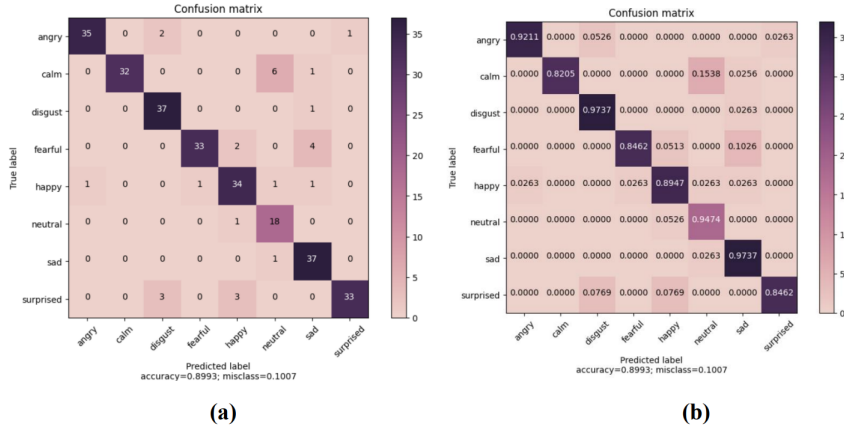 Confusion matrix
angry 35 0 2 0 0 0 0 1
calm 0 32 0 0 0 6 1 0
disgust 0 0 37 0 0 0 1 0
fearful 0 0 0 33 2 0 4 0
happy 1 0 0 1 34 1 1 0
neutral 0 0 0 0 1 18 0 0
sad 0 0 0 0 0 1 37 0
surprised 0 0 3 0 3 0 0 33
angry calm disgust fearful happy neutral sad surprised
True label
Predicted label
accuracy=0.8993; misclass=0.1007
35
30
25
20
15
10
5
0
(a)
Confusion matrix
angry 0.9211 0.0000 0.0526 0.0000 0.0000 0.0000 0.0000 0.0263
calm 0.0000 0.8205 0.0000 0.0000 0.0000 0.1538 0.0256 0.0000
disgust 0.0000 0.0000 0.9737 0.0000 0.0000 0.0000 0.0263 0.0000
fearful 0.0000 0.0000 0.0000 0.8462 0.0513 0.0000 0.1026 0.0000
happy 0.0263 0.0000 0.0000 0.0263 0.8947 0.0263 0.0263 0.0000
neutral 0.0000 0.0000 0.0000 0.0000 0.0526 0.9474 0.0000 0.0000
sad 0.0000 0.0000 0.0000 0.0000 0.0000 0.0263 0.9737 0.0000
surprised 0.0000 0.0000 0.0769 0.0000 0.0769 0.0000 0.0000 0.8462
angry calm disgust fearful happy neutral sad surprised
True label
Predicted label
accuracy=0.8993; misclass=0.1007
(b)